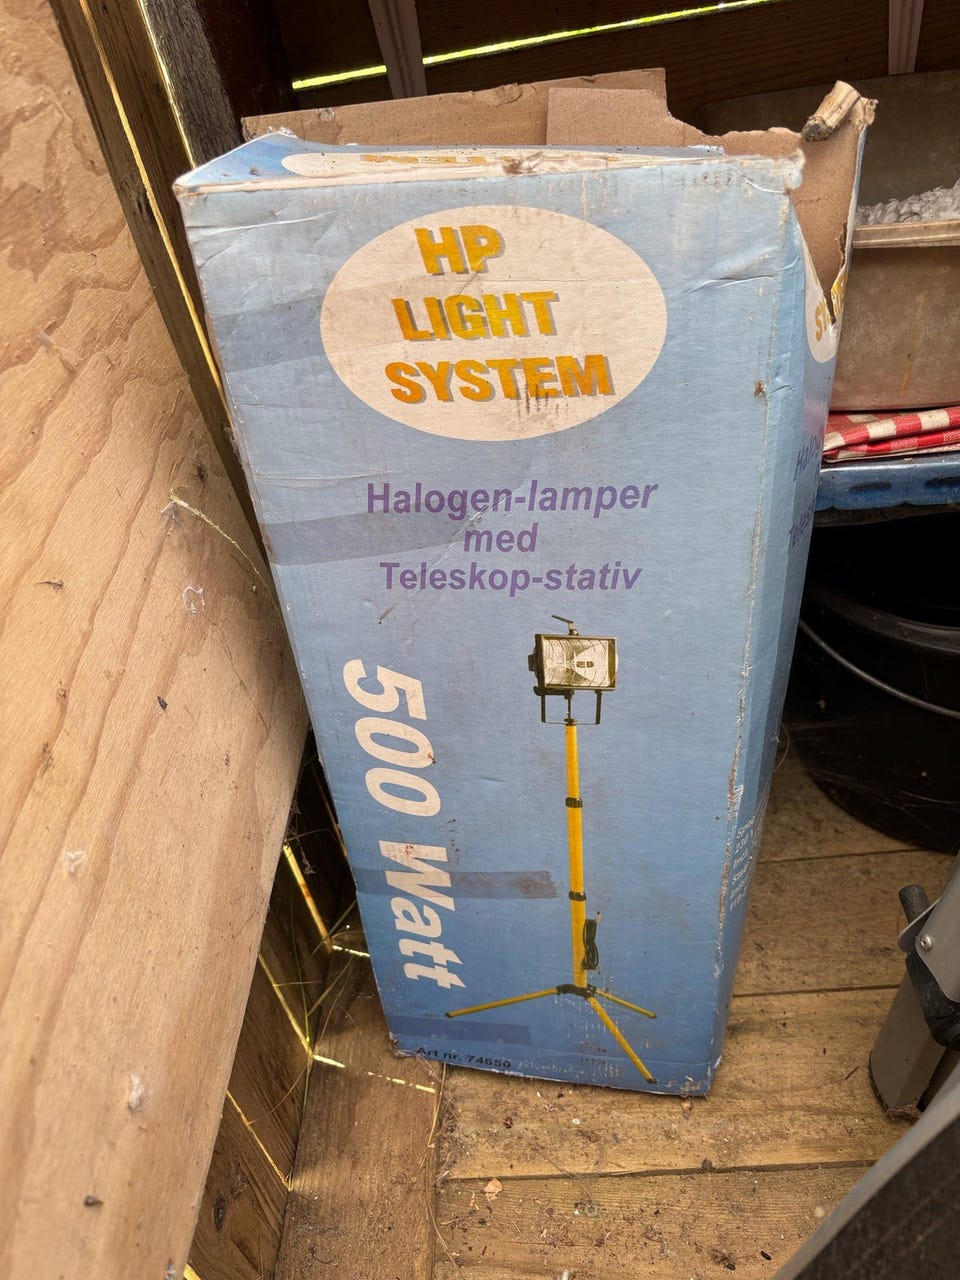 HP
LIGHT
SYSTEM
Halogen-lamper
med
Teleskop-stativ
500 Watt
Art nr. 74650